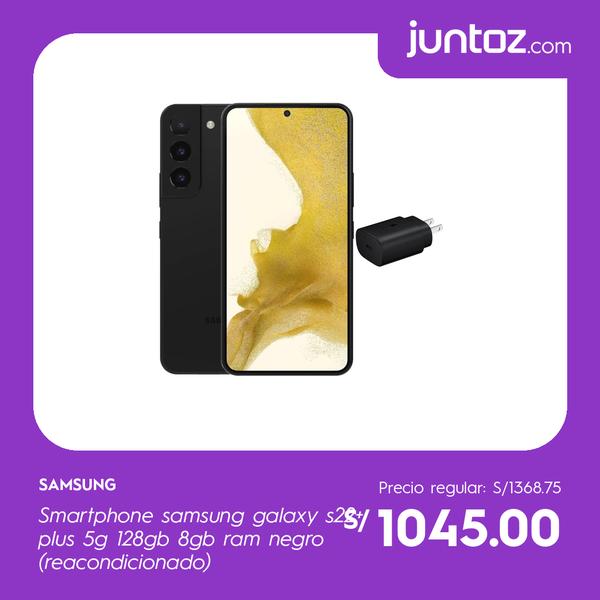 juntoz.com
SAMSUNG
Smartphone samsung galaxy s22+
plus 5g 128gb 8gb ram negro
(reacondicionado)
Precio regular: S/1368.75
S/ 1045.00